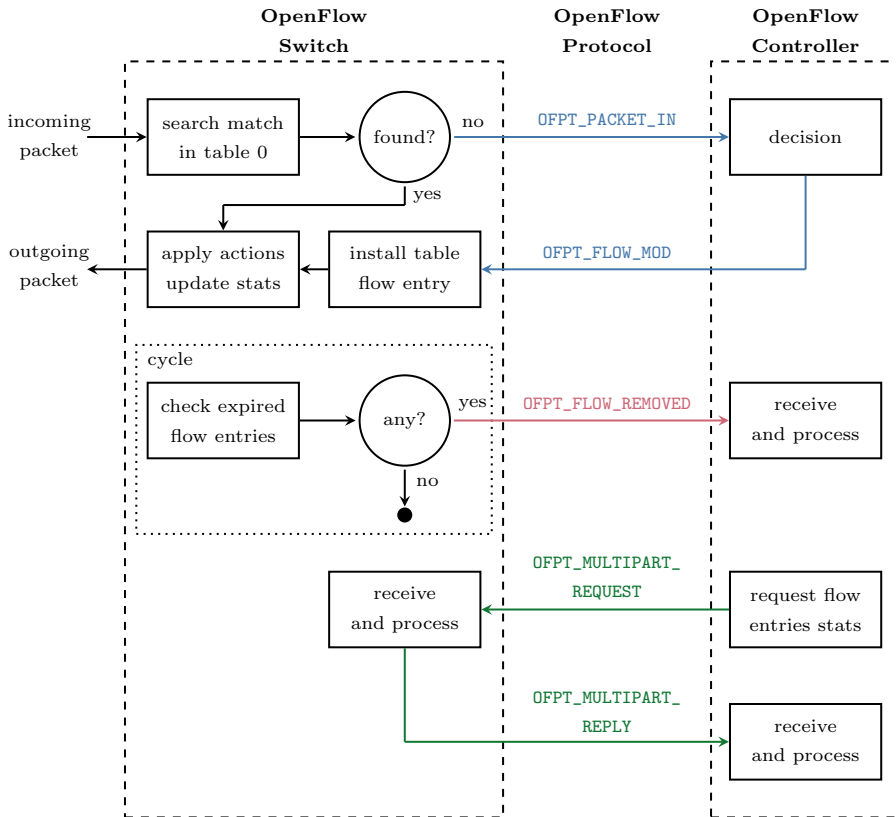 OpenFlow
Switch
OpenFlow
Protocol
OpenFlow
Controller
incoming
packet
search match
in table 0
found?
no
OFPT_PACKET_IN
decision
yes
outgoing
packet
apply actions
update stats
install table
flow entry
OFPT_FLOW_MOD
cycle
check expired
flow entries
any?
yes
OFPT_FLOW_REMOVED
receive
and process
no
receive
and process
OFPT_MULTIPART_
REQUEST
request flow
entries stats
OFPT_MULTIPART_
REPLY
receive
and process